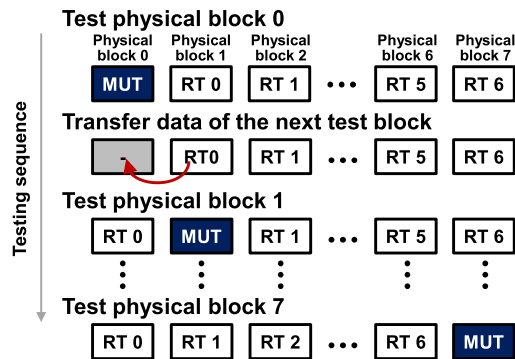 Test physical block 0
Physical block 0 Physical block 1 Physical block 2 Physical block 6 Physical block 7
MUT RT 0 RT 1 ••• RT 5 RT 6
Transfer data of the next test block
- RT0 RT 1 ••• RT 5 RT 6
Test physical block 1
RT 0 MUT RT 1 ••• RT 5 RT 6
Test physical block 7
RT 0 RT 1 RT 2 ••• RT 6 MUT
Testing sequence